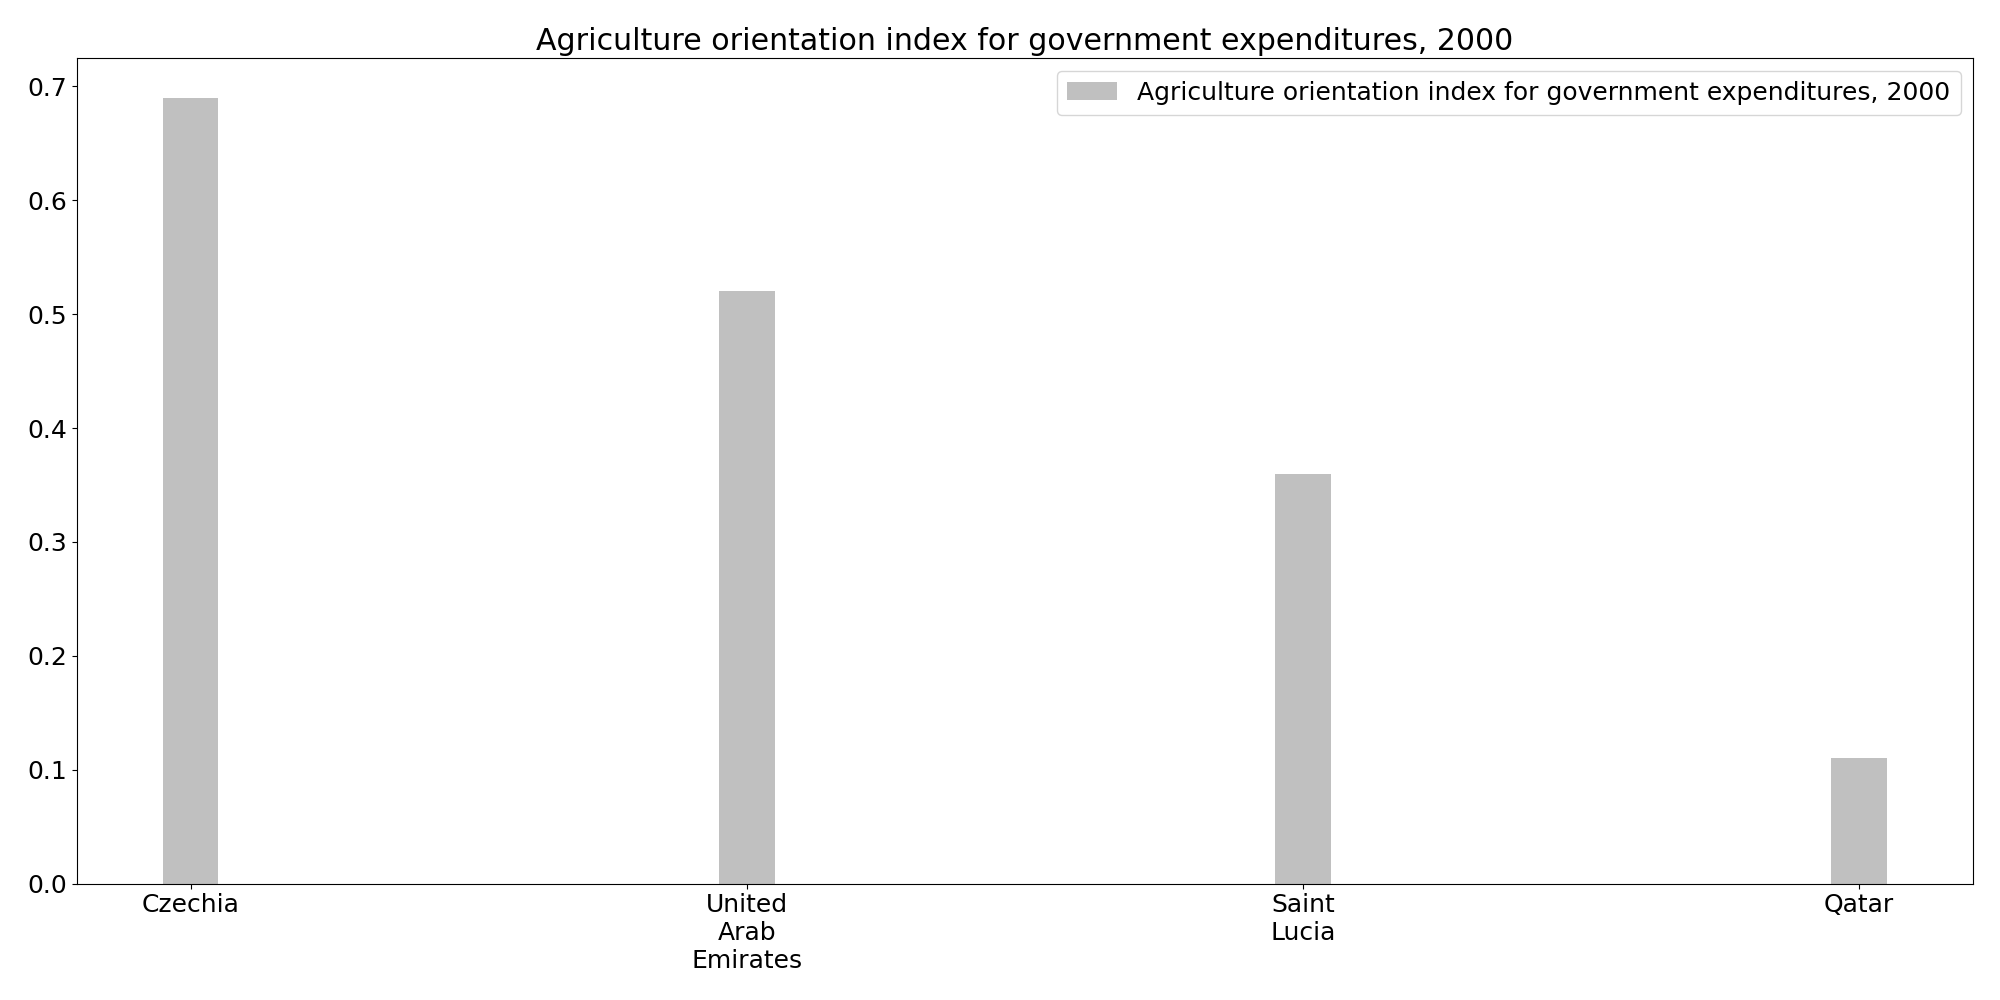 Agriculture orientation index for government expenditures, 2000
Agriculture orientation index for government expenditures, 2000
0.7
0.6
0.5
0.4
0.3
0.2
0.1
0.0
Czechia
United
Arab
Emirates
Saint
Lucia
Qatar